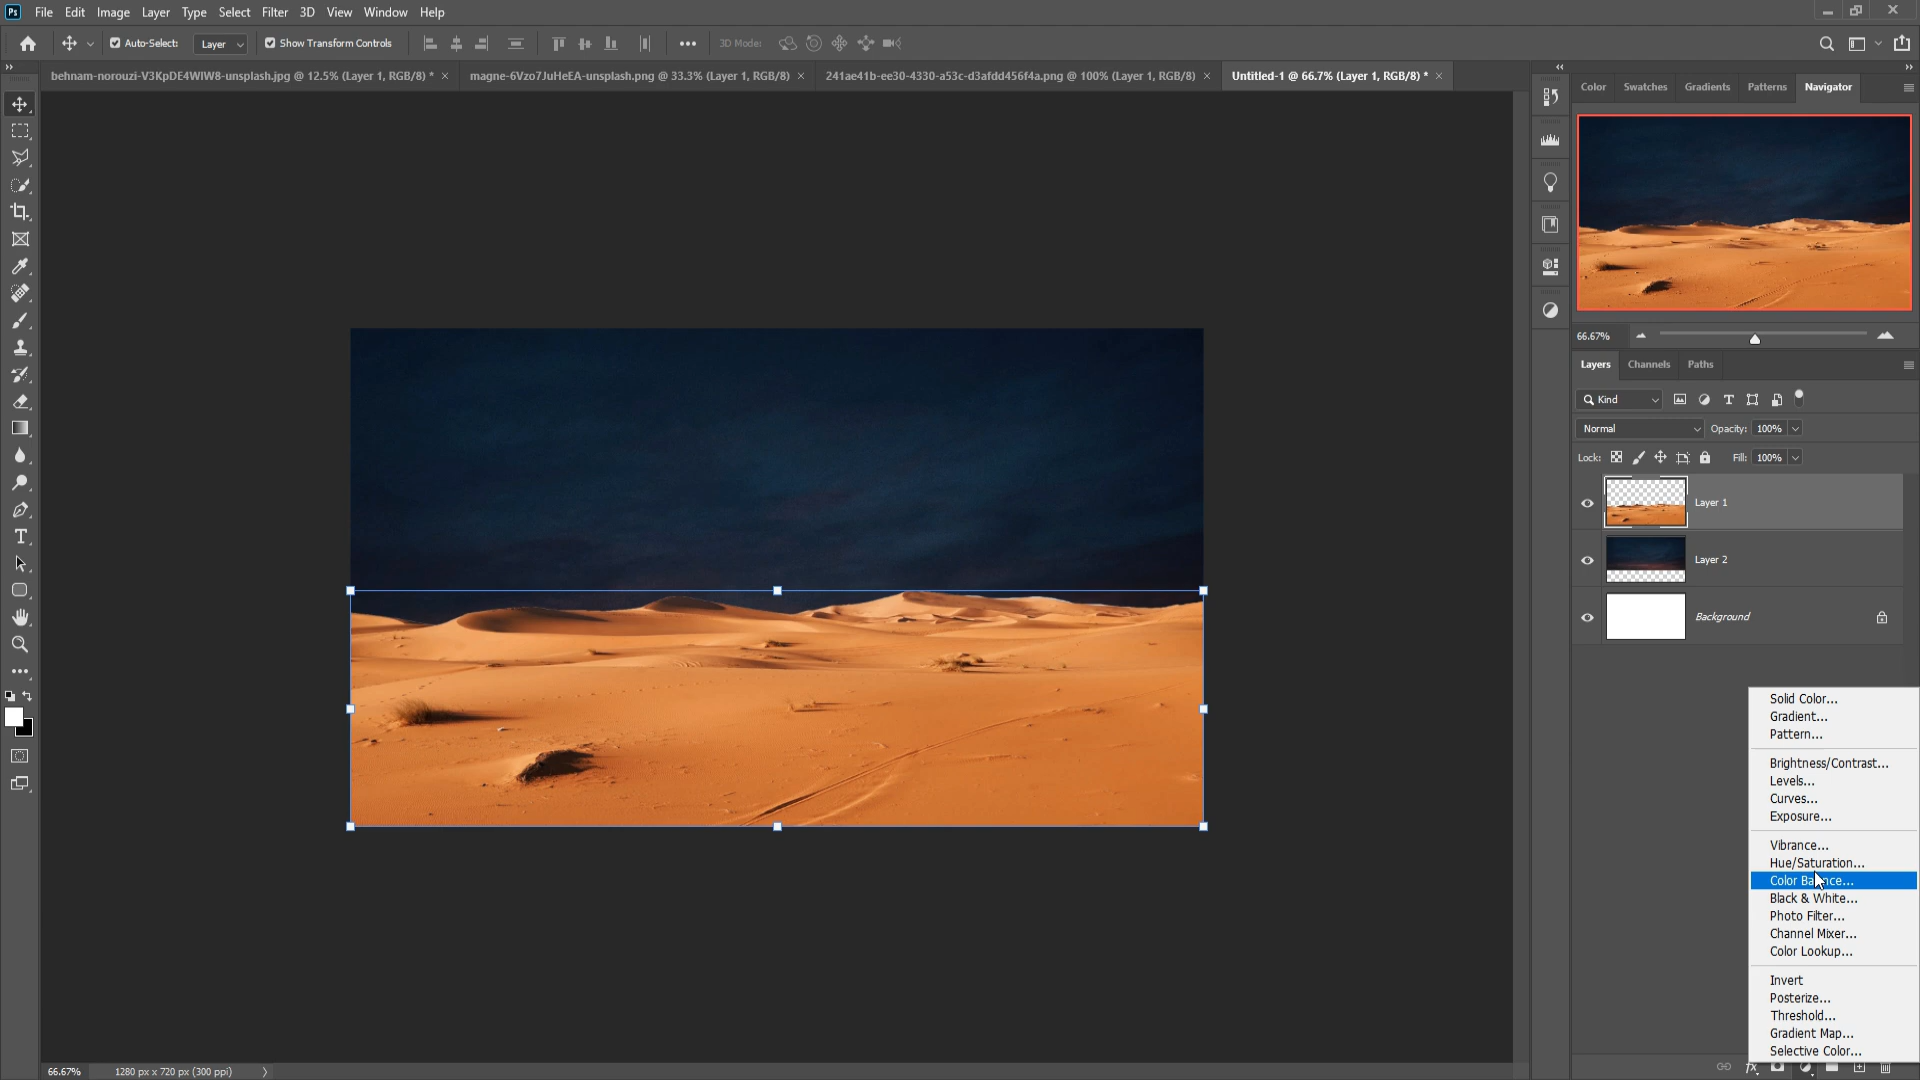 Ps File Edit Image Layer Type Select Filter 3D View Window Help
Auto-Select: Layer Show Transform Controls 3D Mode:
behnam-norouzi-V3KpDE4WIW8-unsplash.jpg @ 12.5% (Layer 1, RGB/8) * magne-6Vzo7JuHeEA-unsplash.png @ 33.3% (Layer 1, RGB/8) 241ae41b-ee30-4330-a53c-d3afdd456f4a.png @ 100% (Layer 1, RGB/8) Untitled-1 @ 66.7% (Layer 1, RGB/8) *
Color Swatches Gradients Patterns Navigator
66.67%
Layers Channels Paths
Kind
Normal Opacity: 100%
Lock: Fill: 100%
Layer 1
Layer 2
Background
Solid Color...
Gradient...
Pattern...
Brightness/Contrast...
Levels...
Curves...
Exposure...
Vibrance...
Hue/Saturation...
Color Balance...
Black & White...
Photo Filter...
Channel Mixer...
Color Lookup...
Invert
Posterize...
Threshold...
Gradient Map...
Selective Color...
fx
66.67% 1280 px x 720 px (300 ppi)